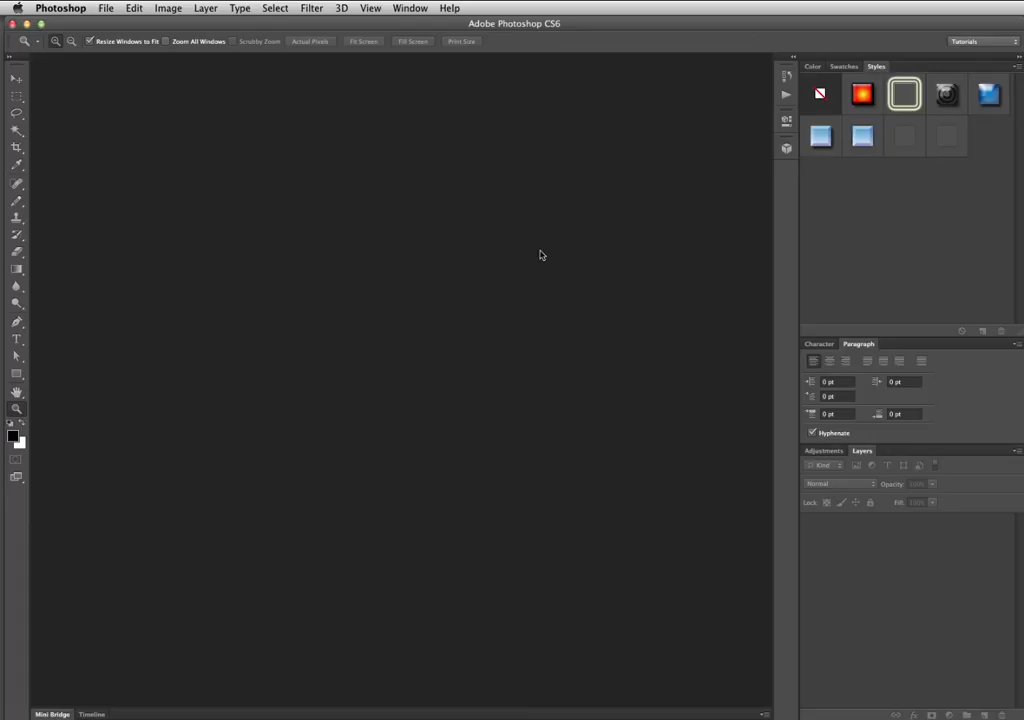 Photoshop File Edit Image Layer Type Select Filter 3D View Window Help
Adobe Photoshop CS6
Resize Windows to Fit Zoom All Windows Scrubby Zoom Actual Pixels Fit Screen Fill Screen Print Size Tutorials
Color Swatches Styles
Character Paragraph
0 pt 0 pt
0 pt
0 pt 0 pt
Hyphenate
Adjustments Layers
Kind
Normal Opacity: 100%
Lock: Fill: 100%
Mini Bridge Timeline